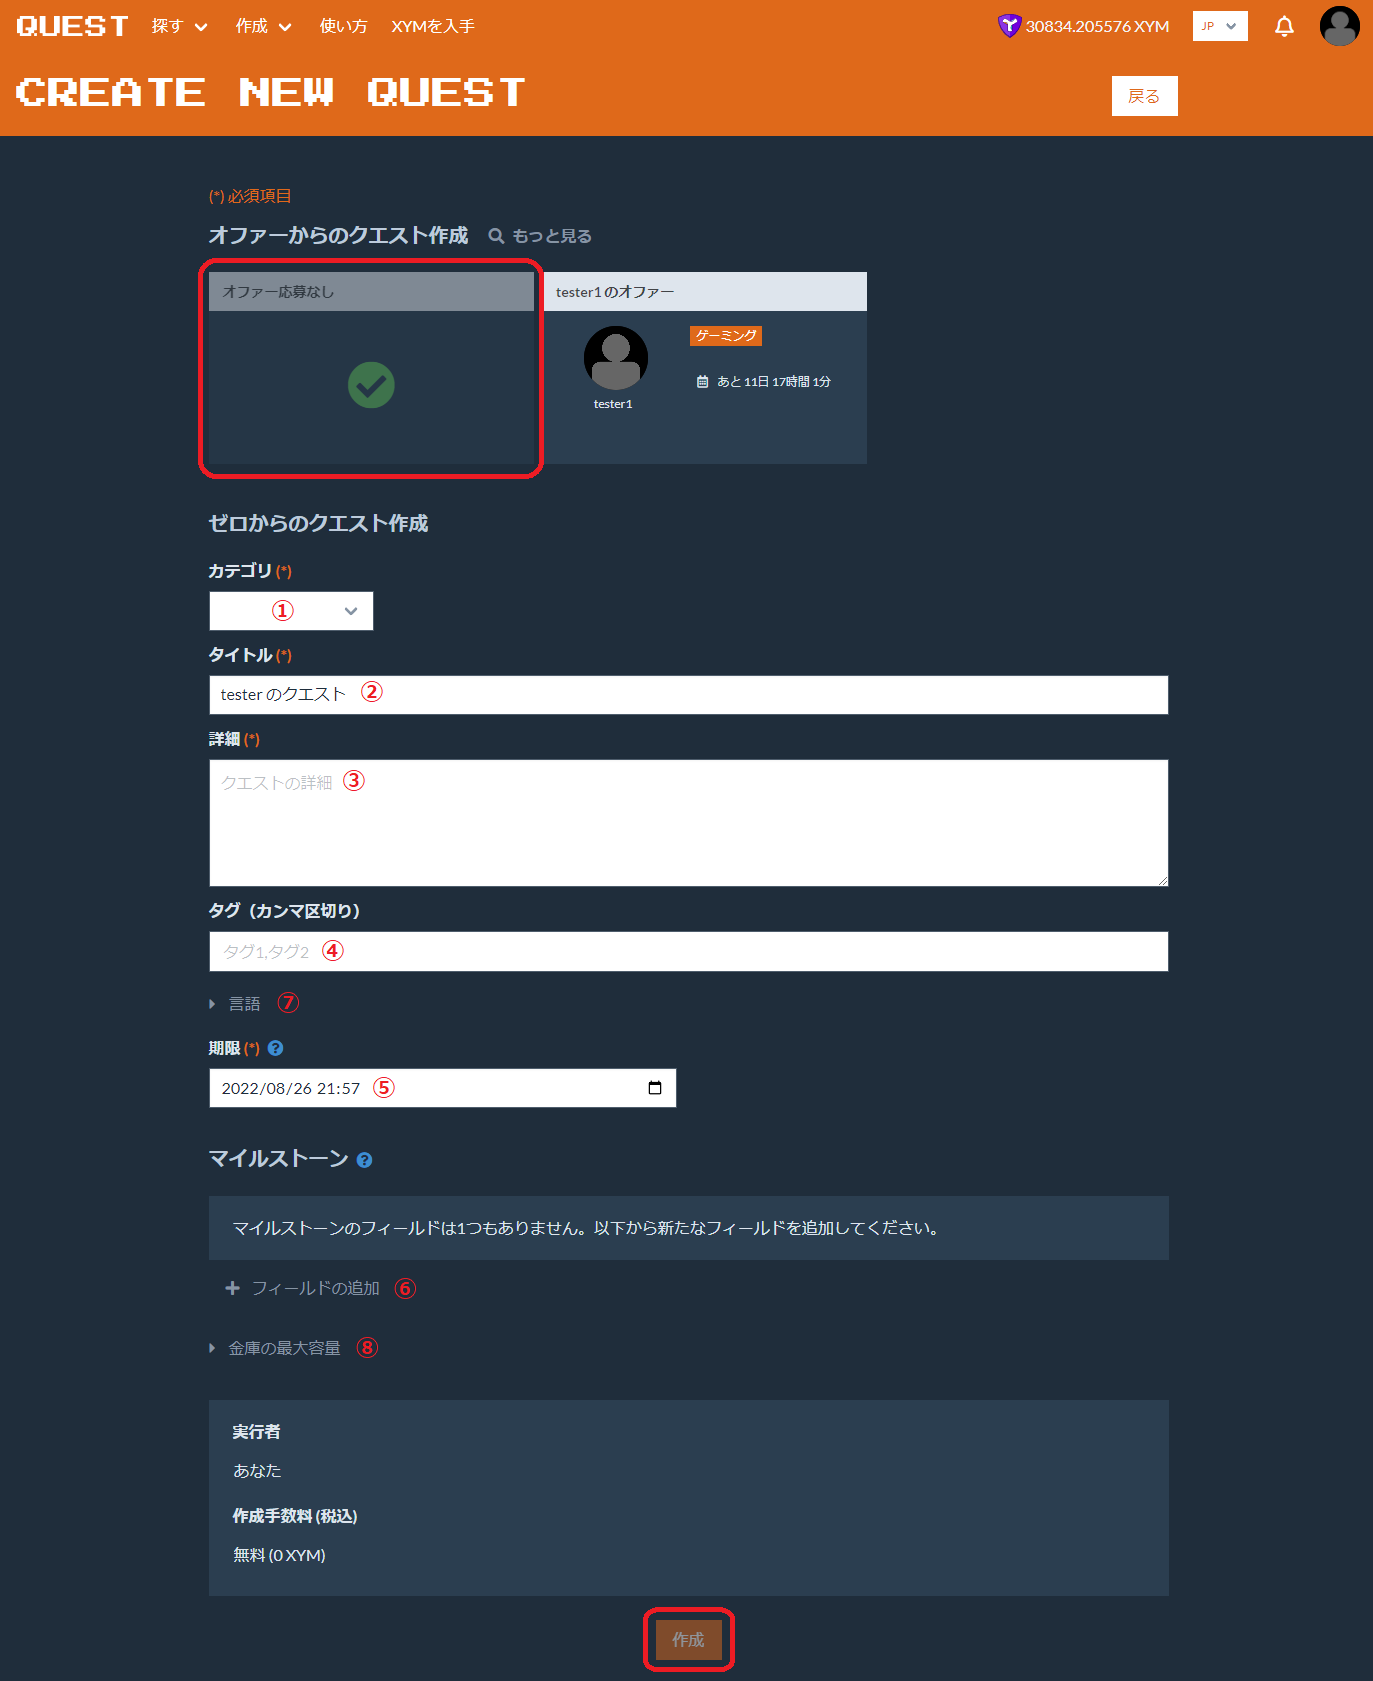 QUEST 探す 作成 使い方 XYMを入手 30834.205576 XYM JP
CREATE NEW QUEST 戻る
(*) 必須項目
オファーからのクエスト作成 もっと見る
オファー応募なし
tester1 のオファー
ゲーミング
あと 11日 17時間 1分
tester1
ゼロからのクエスト作成
カテゴリ (*)
①
タイトル (*)
tester のクエスト ②
詳細 (*)
クエストの詳細 ③
タグ（カンマ区切り）
タグ1,タグ2 ④
言語 ⑦
期限 (*) ?
2022/08/26 21:57 ⑤
マイルストーン ?
マイルストーンのフィールドは1つもありません。以下から新たなフィールドを追加してください。
+ フィールドの追加 ⑥
金庫の最大容量 ⑧
実行者
あなた
作成手数料 (税込)
無料 (0 XYM)
作成